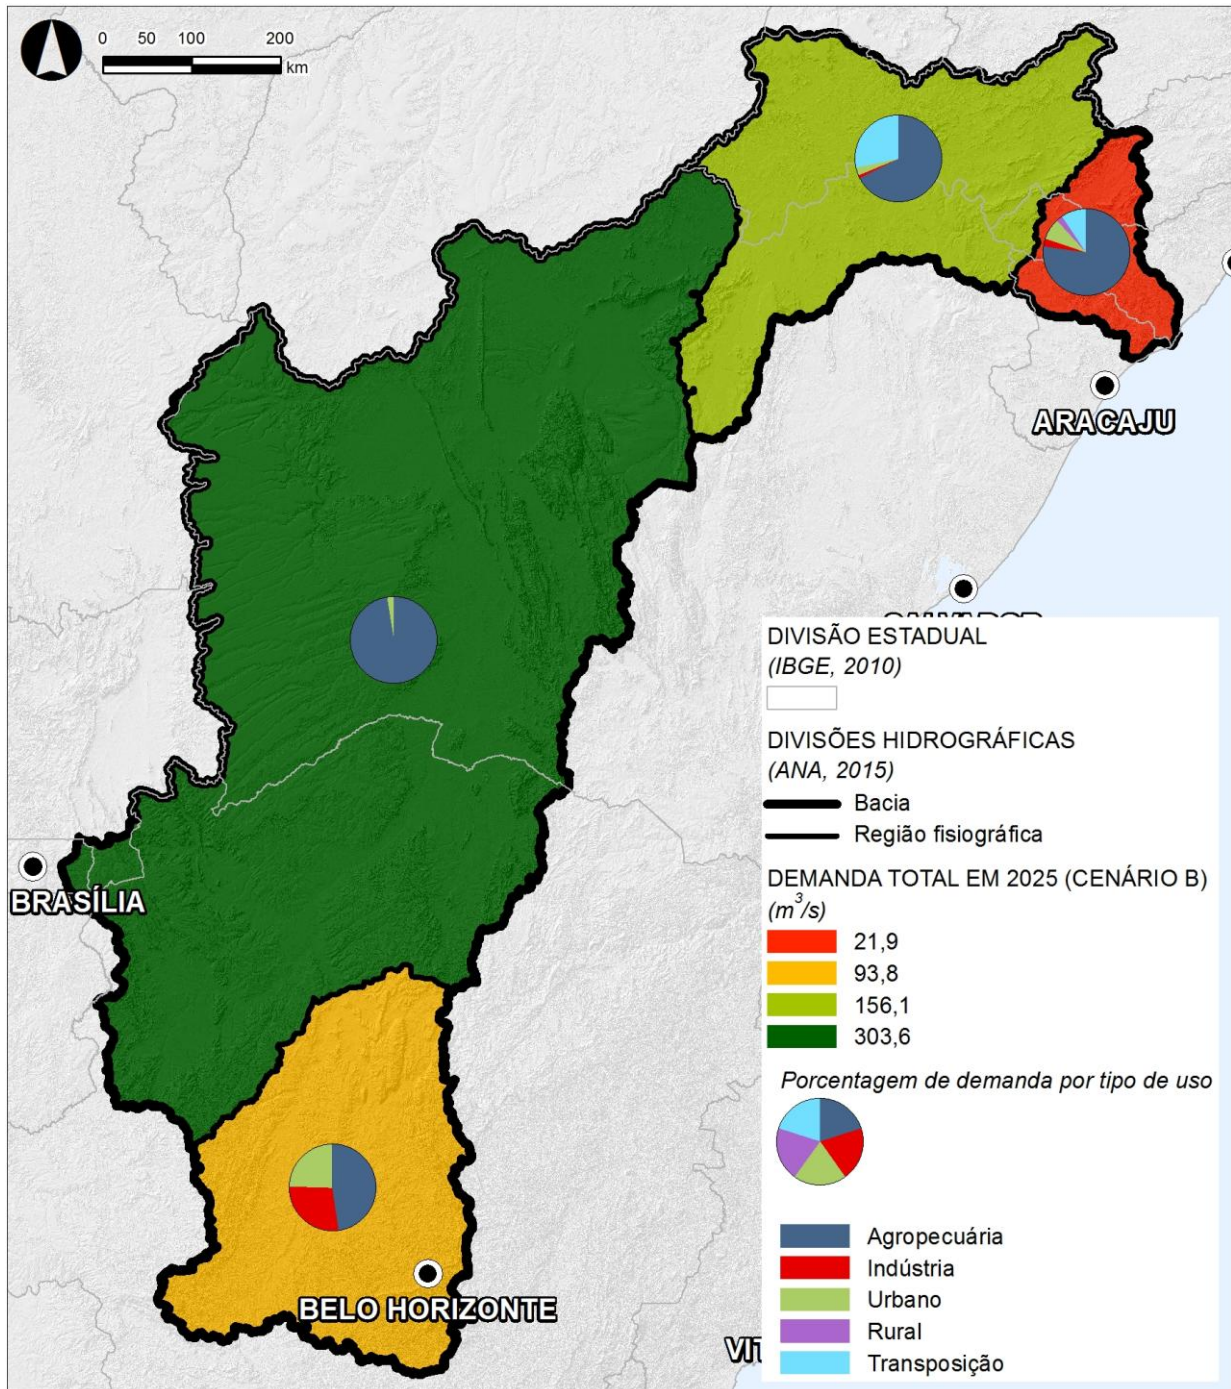 0 50 100 200
km
ARACAJU
BRASÍLIA
BELO HORIZONTE
DIVISÃO ESTADUAL
(IBGE, 2010)
DIVISÕES HIDROGRÁFICAS
(ANA, 2015)
Bacia
Região fisiográfica
DEMANDA TOTAL EM 2025 (CENÁRIO B)
(m³/s)
21,9
93,8
156,1
303,6
Porcentagem de demanda por tipo de uso
Agropecuária
Indústria
Urbano
Rural
Transposição